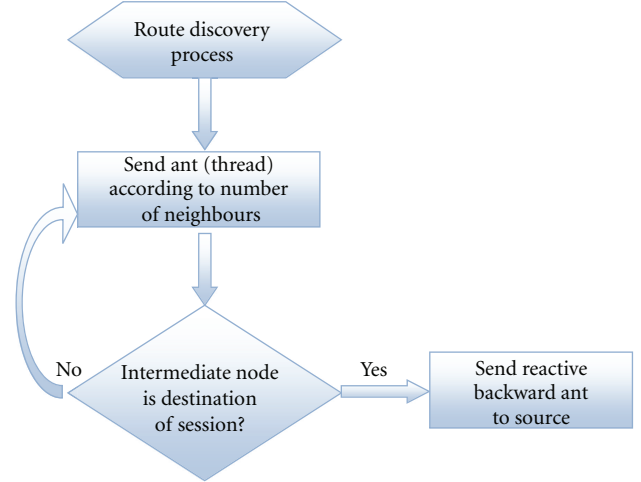 Route discovery
process
Send ant (thread)
according to number
of neighbours
Intermediate node
is destination
of session?
No
Yes
Send reactive
backward ant
to source